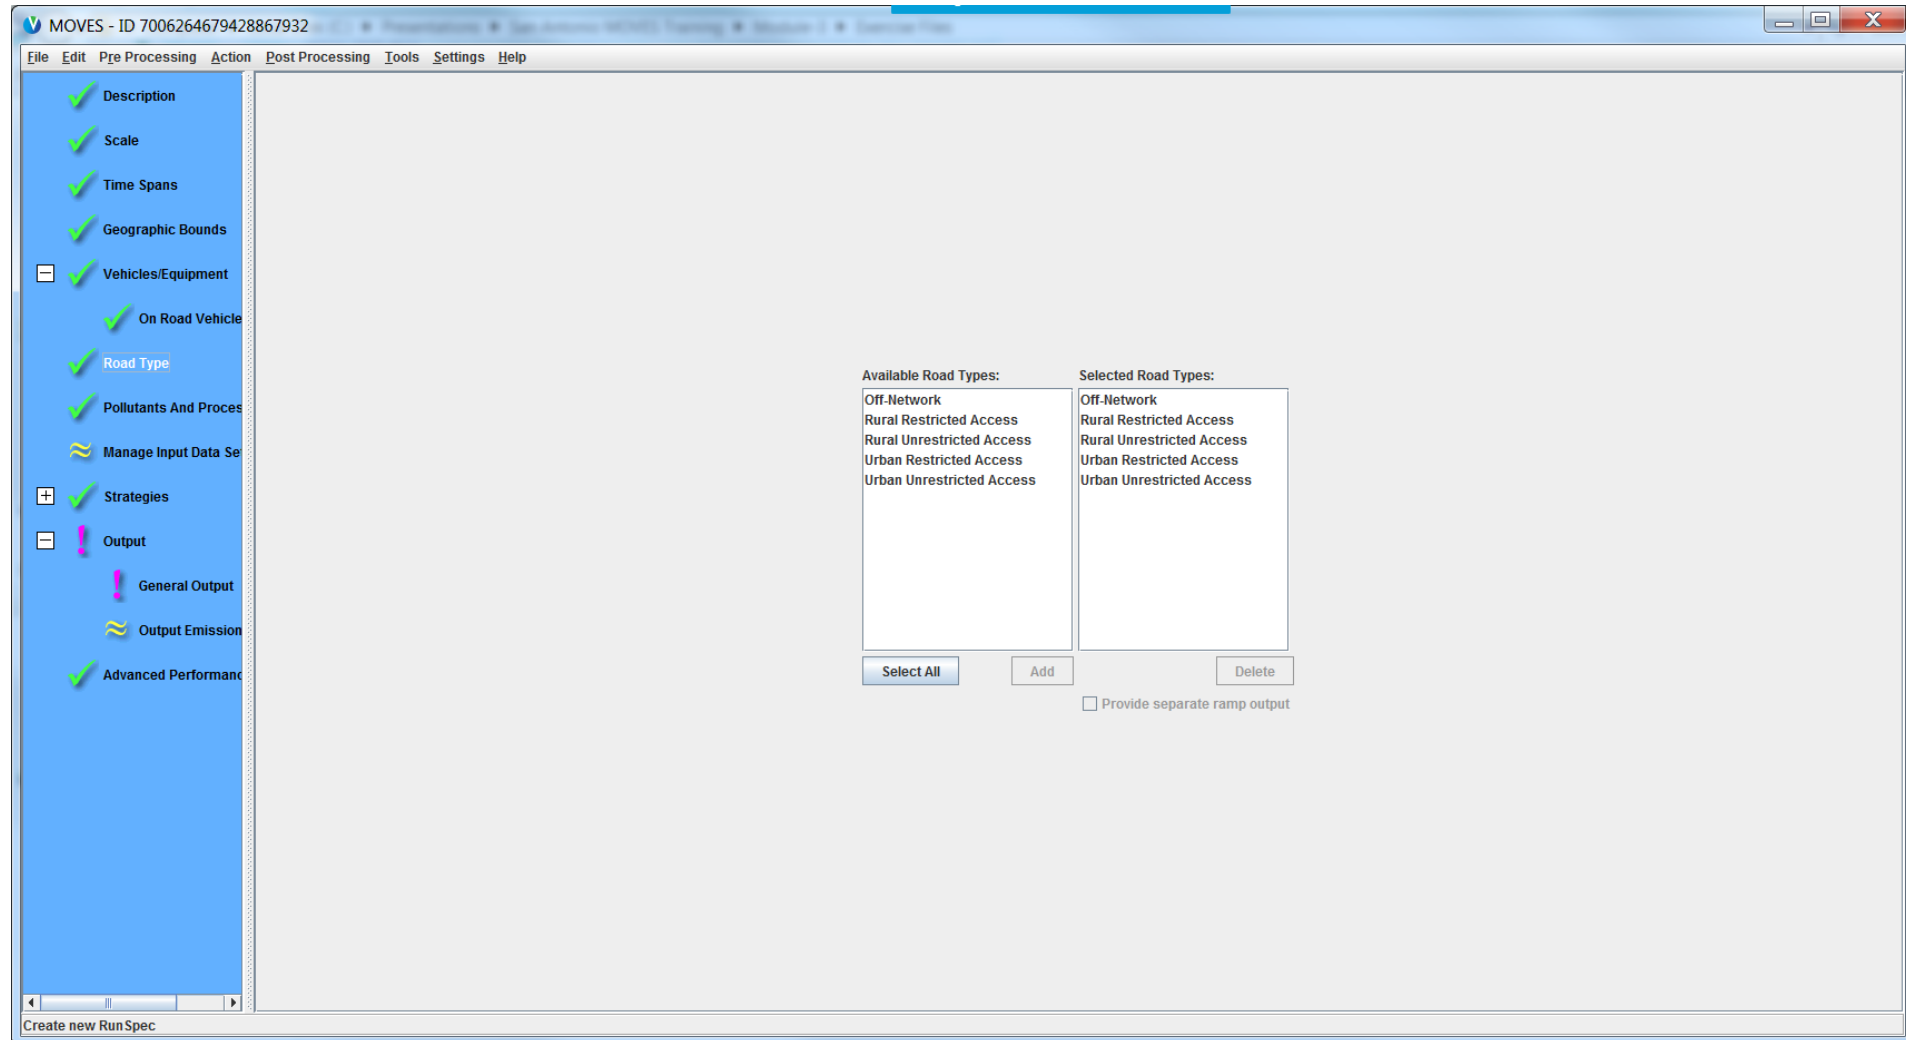 MOVES - ID 7006264679428867932
File Edit Pre Processing Action Post Processing Tools Settings Help
Description
Scale
Time Spans
Geographic Bounds
Vehicles/Equipment
On Road Vehicle
Road Type
Pollutants And Proces
Manage Input Data Se
Strategies
Output
General Output
Output Emission
Advanced Performanc
Available Road Types:
Off-Network
Rural Restricted Access
Rural Unrestricted Access
Urban Restricted Access
Urban Unrestricted Access
Select All Add
Selected Road Types:
Off-Network
Rural Restricted Access
Rural Unrestricted Access
Urban Restricted Access
Urban Unrestricted Access
Delete
Provide separate ramp output
Create new RunSpec